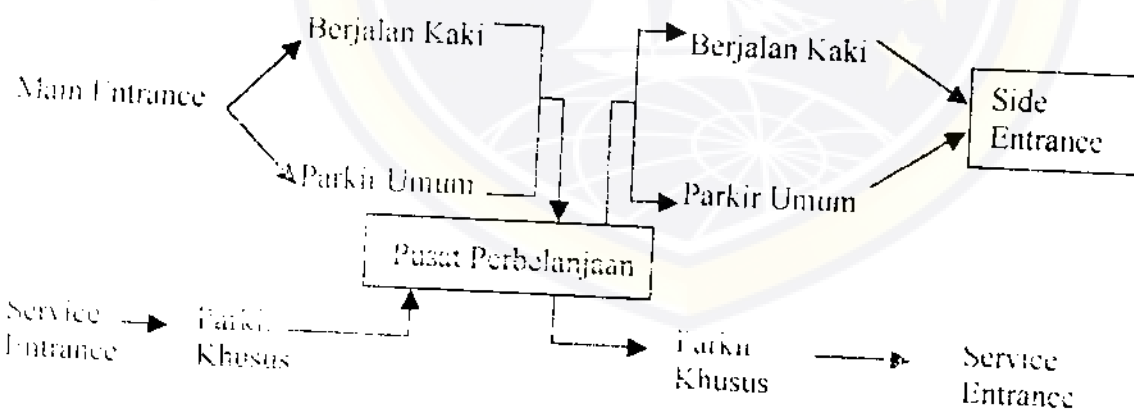 Berjalan Kaki
Berjalan Kaki
Main Entrance
Side
Entrance
Parkir Umum
Parkir Umum
Pusat Perbelanjaan
Service
Entrance
Parkir
Khusus
Parkir
Khusus
Service
Entrance